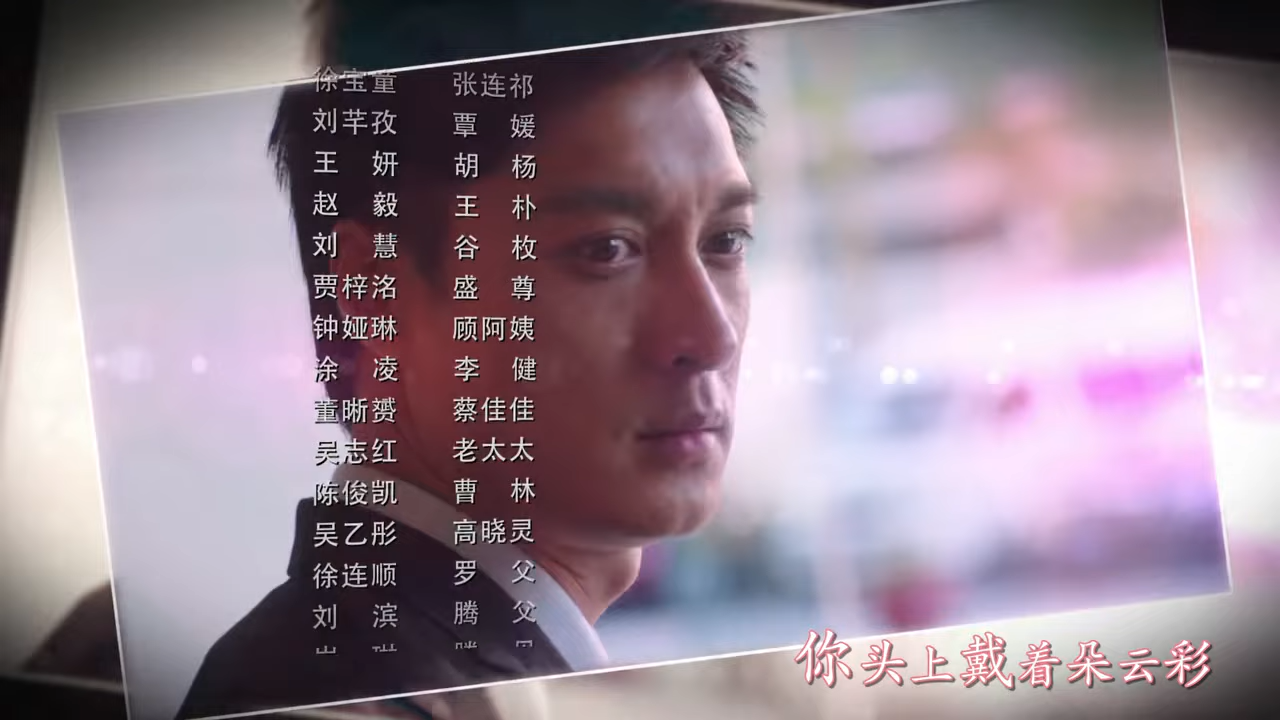 徐宝童 张连祁
刘芊孜 覃媛
王妍 胡杨
赵毅 王朴
刘慧 谷枚
贾梓洺 盛尊
钟娅琳 顾阿姨
涂凌 李健
董晰赟 蔡佳佳
吴志红 老太太
陈俊凯 曹林
吴乙彤 高晓灵
徐连顺 罗父
刘滨 腾父
你头上戴着朵云彩